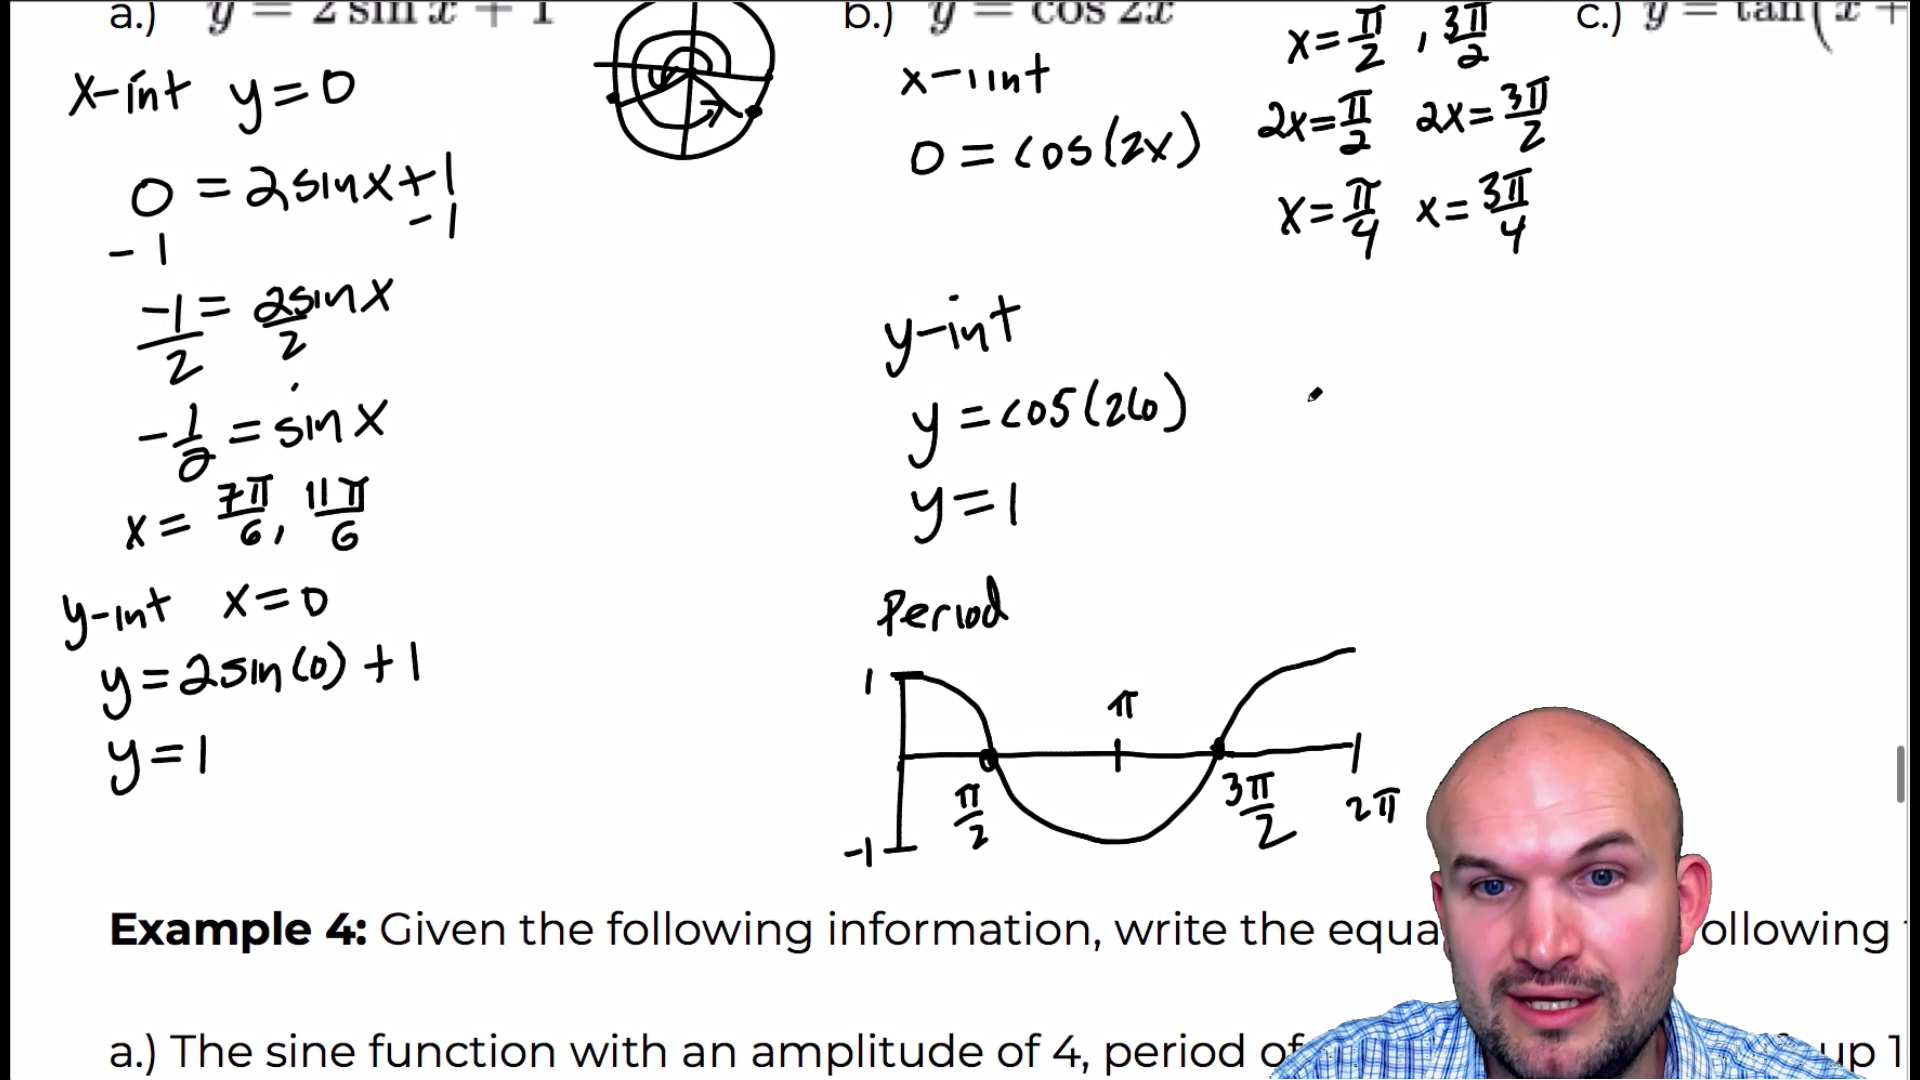 a.) y = 2 sin x + 1
x-int y=0
0 = 2sinx+1
-1 -1
-1/2 = 2sinx/2
-1/2 = sinx
x = 7π/6, 11π/6
y-int x=0
y=2sin(0)+1
y=1
b.) y = cos 2x
x-int
0 = cos(2x)
x=π/2, 3π/2
2x=π/2 2x=3π/2
x=π/4 x=3π/4
y-int
y=cos(2(0)
y=1
Period
1
π
π/2
3π/2
2π
-1
c.) y = tan(x +
Example 4: Given the following information, write the equa ollowing
a.) The sine function with an amplitude of 4, period of up 1